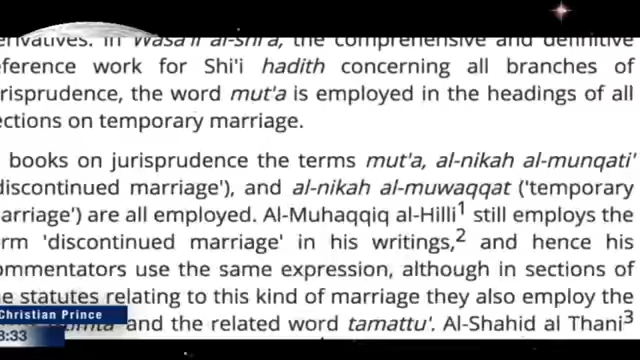 erivatives. In Wasa'il al-shi'a, the comprehensive and definitive
eference work for Shi'i hadith concerning all branches of
risprudence, the word mut'a is employed in the headings of all
ections on temporary marriage.
books on jurisprudence the terms mut'a, al-nikah al-munqati'
discontinued marriage'), and al-nikah al-muwaqqat ('temporary
arriage') are all employed. Al-Muhaqqiq al-Hilli1 still employs the
rm 'discontinued marriage' in his writings,2 and hence his
ommentators use the same expression, although in sections of
e statutes relating to this kind of marriage they also employ the
and the related word tamattu'. Al-Shahid al Thani3
Christian Prince
8:33